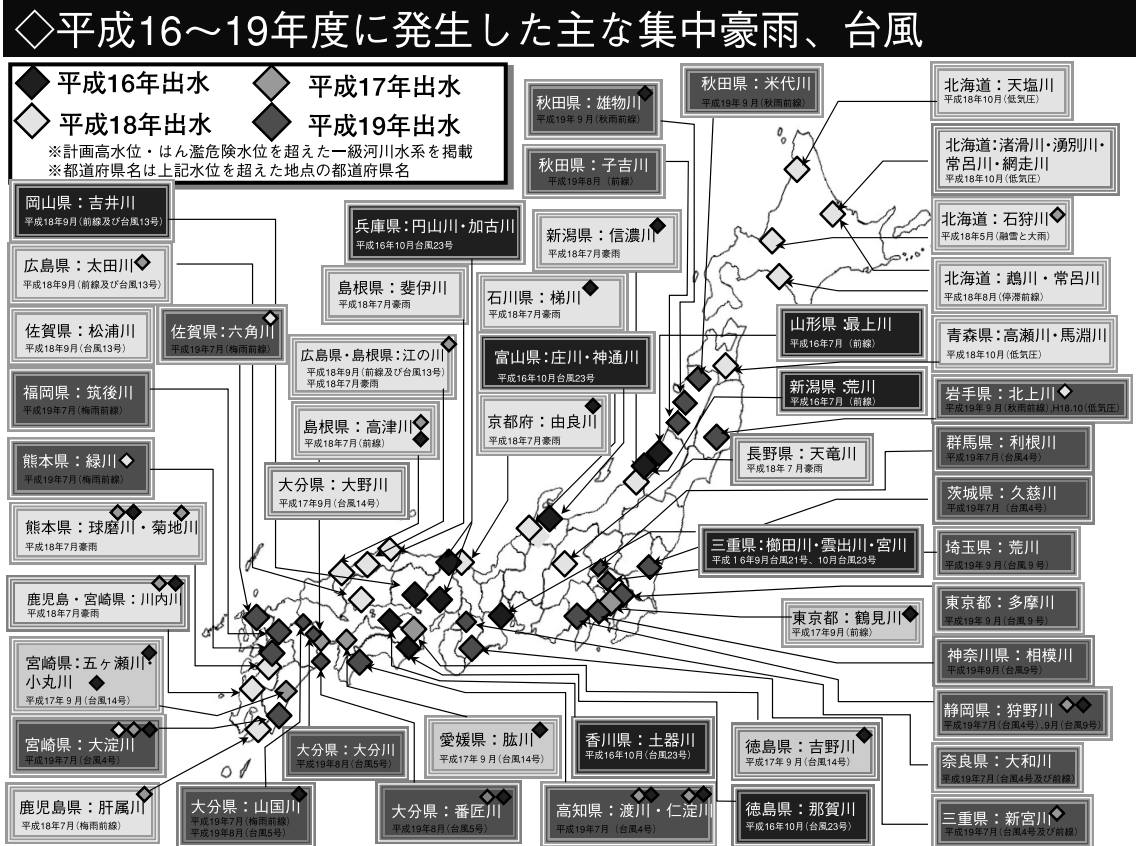 ◇平成16～19年度に発生した主な集中豪雨、台風
平成16年出水
平成17年出水
平成18年出水
平成19年出水
※計画高水位・はん濫危険水位を超えた一級河川水系を掲載
※都道府県名は上記水位を超えた地点の都道府県名
岡山県：吉井川
平成18年9月(前線及び台風13号)
広島県：太田川
平成18年9月(前線及び台風13号)
佐賀県：松浦川
平成18年9月(台風13号)
佐賀県：六角川
平成19年7月(梅雨前線)
福岡県：筑後川
平成19年7月(梅雨前線)
熊本県：緑川
平成19年7月(梅雨前線)
熊本県：球磨川・菊地川
平成18年7月豪雨
鹿児島・宮崎県：川内川
平成18年7月豪雨
宮崎県：五ヶ瀬川・
小丸川
平成17年９月(台風14号)
宮崎県：大淀川
平成19年7月(台風4号)
鹿児島県：肝属川
平成18年7月(梅雨前線)
兵庫県：円山川・加古川
平成16年10月台風23号
島根県：斐伊川
平成18年7月豪雨
広島県・島根県：江の川
平成18年9月(前線及び台風13号)
平成18年7月豪雨
島根県：高津川
平成18年7月(前線)
大分県：大野川
平成17年9月(台風14号)
秋田県：雄物川
平成19年９月(秋雨前線)
秋田県：子吉川
平成19年8月（前線)
新潟県：信濃川
平成18年7月豪雨
石川県：梯川
平成18年7月豪雨
富山県：庄川・神通川
平成16年10月台風23号
京都府：由良川
平成18年7月豪雨
秋田県：米代川
平成19年９月(秋雨前線)
山形県：最上川
平成16年7月（前線)
新潟県：荒川
平成16年7月（前線)
長野県：天竜川
平成18年７月豪雨
三重県：櫛田川・雲出川・宮川
平成１6年9月台風21号、10月台風23号
東京都：鶴見川
平成17年9月(前線)
北海道：天塩川
平成18年10月(低気圧)
北海道：渚滑川・湧別川・
常呂川・網走川
平成18年10月(低気圧)
北海道：石狩川
平成18年5月(融雪と大雨)
北海道：鵡川・常呂川
平成18年8月(停滞前線)
青森県：高瀬川・馬淵川
平成18年10月(低気圧)
岩手県：北上川
平成19年９月(秋雨前線),H18.10(低気圧)
群馬県：利根川
平成19年7月(台風4号)
茨城県：久慈川
平成19年7月（台風4号)
埼玉県：荒川
平成19年９月(台風９号)
東京都：多摩川
平成19年９月(台風９号)
神奈川県：相模川
平成19年９月(台風9号)
静岡県：狩野川
平成19年7月(台風4号),9月(台風9号)
奈良県：大和川
平成19年7月(台風4号及び前線)
三重県：新宮川
平成19年7月(台風4号及び前線)
大分県：大分川
平成19年8月(台風5号)
大分県：山国川
平成19年7月(梅雨前線)
平成19年8月(台風5号)
愛媛県：肱川
平成17年９月(台風14号)
大分県：番匠川
平成19年8月(台風5号)
香川県：土器川
平成16年10月(台風23号)
高知県：渡川・仁淀川
平成19年7月（台風4号)
徳島県：吉野川
平成17年９月(台風14号)
徳島県：那賀川
平成16年10月(台風23号)